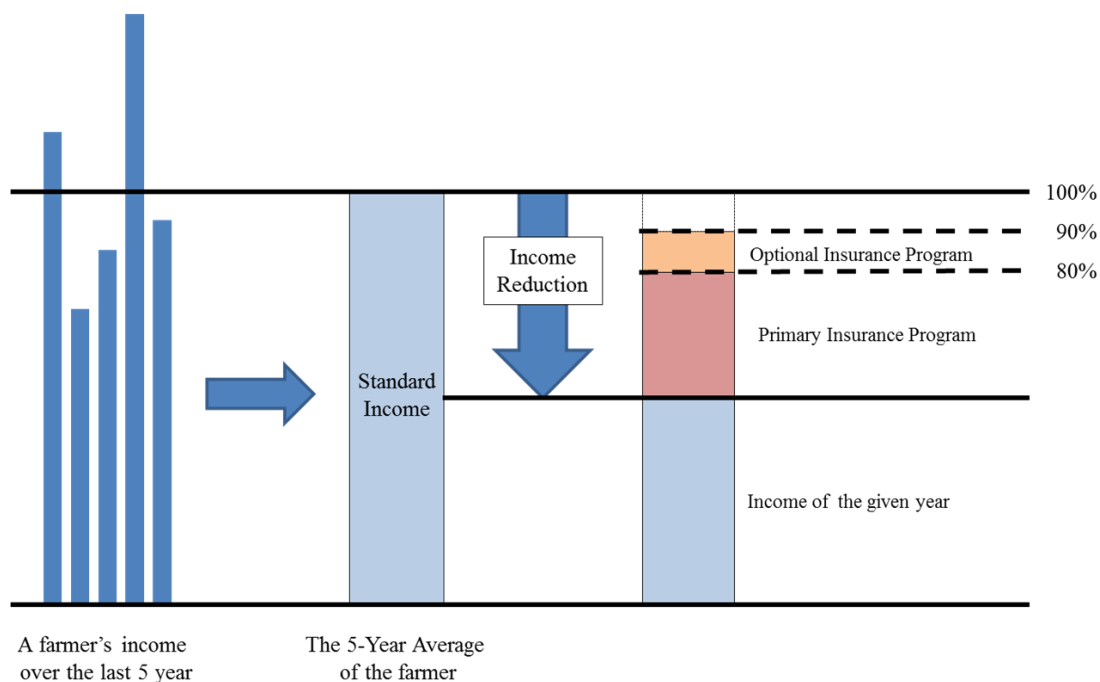 100%
90%
Optional Insurance Program
80%
Income
Reduction
Primary Insurance Program
Standard
Income
Income of the given year
A farmer’s income
over the last 5 year
The 5-Year Average
of the farmer